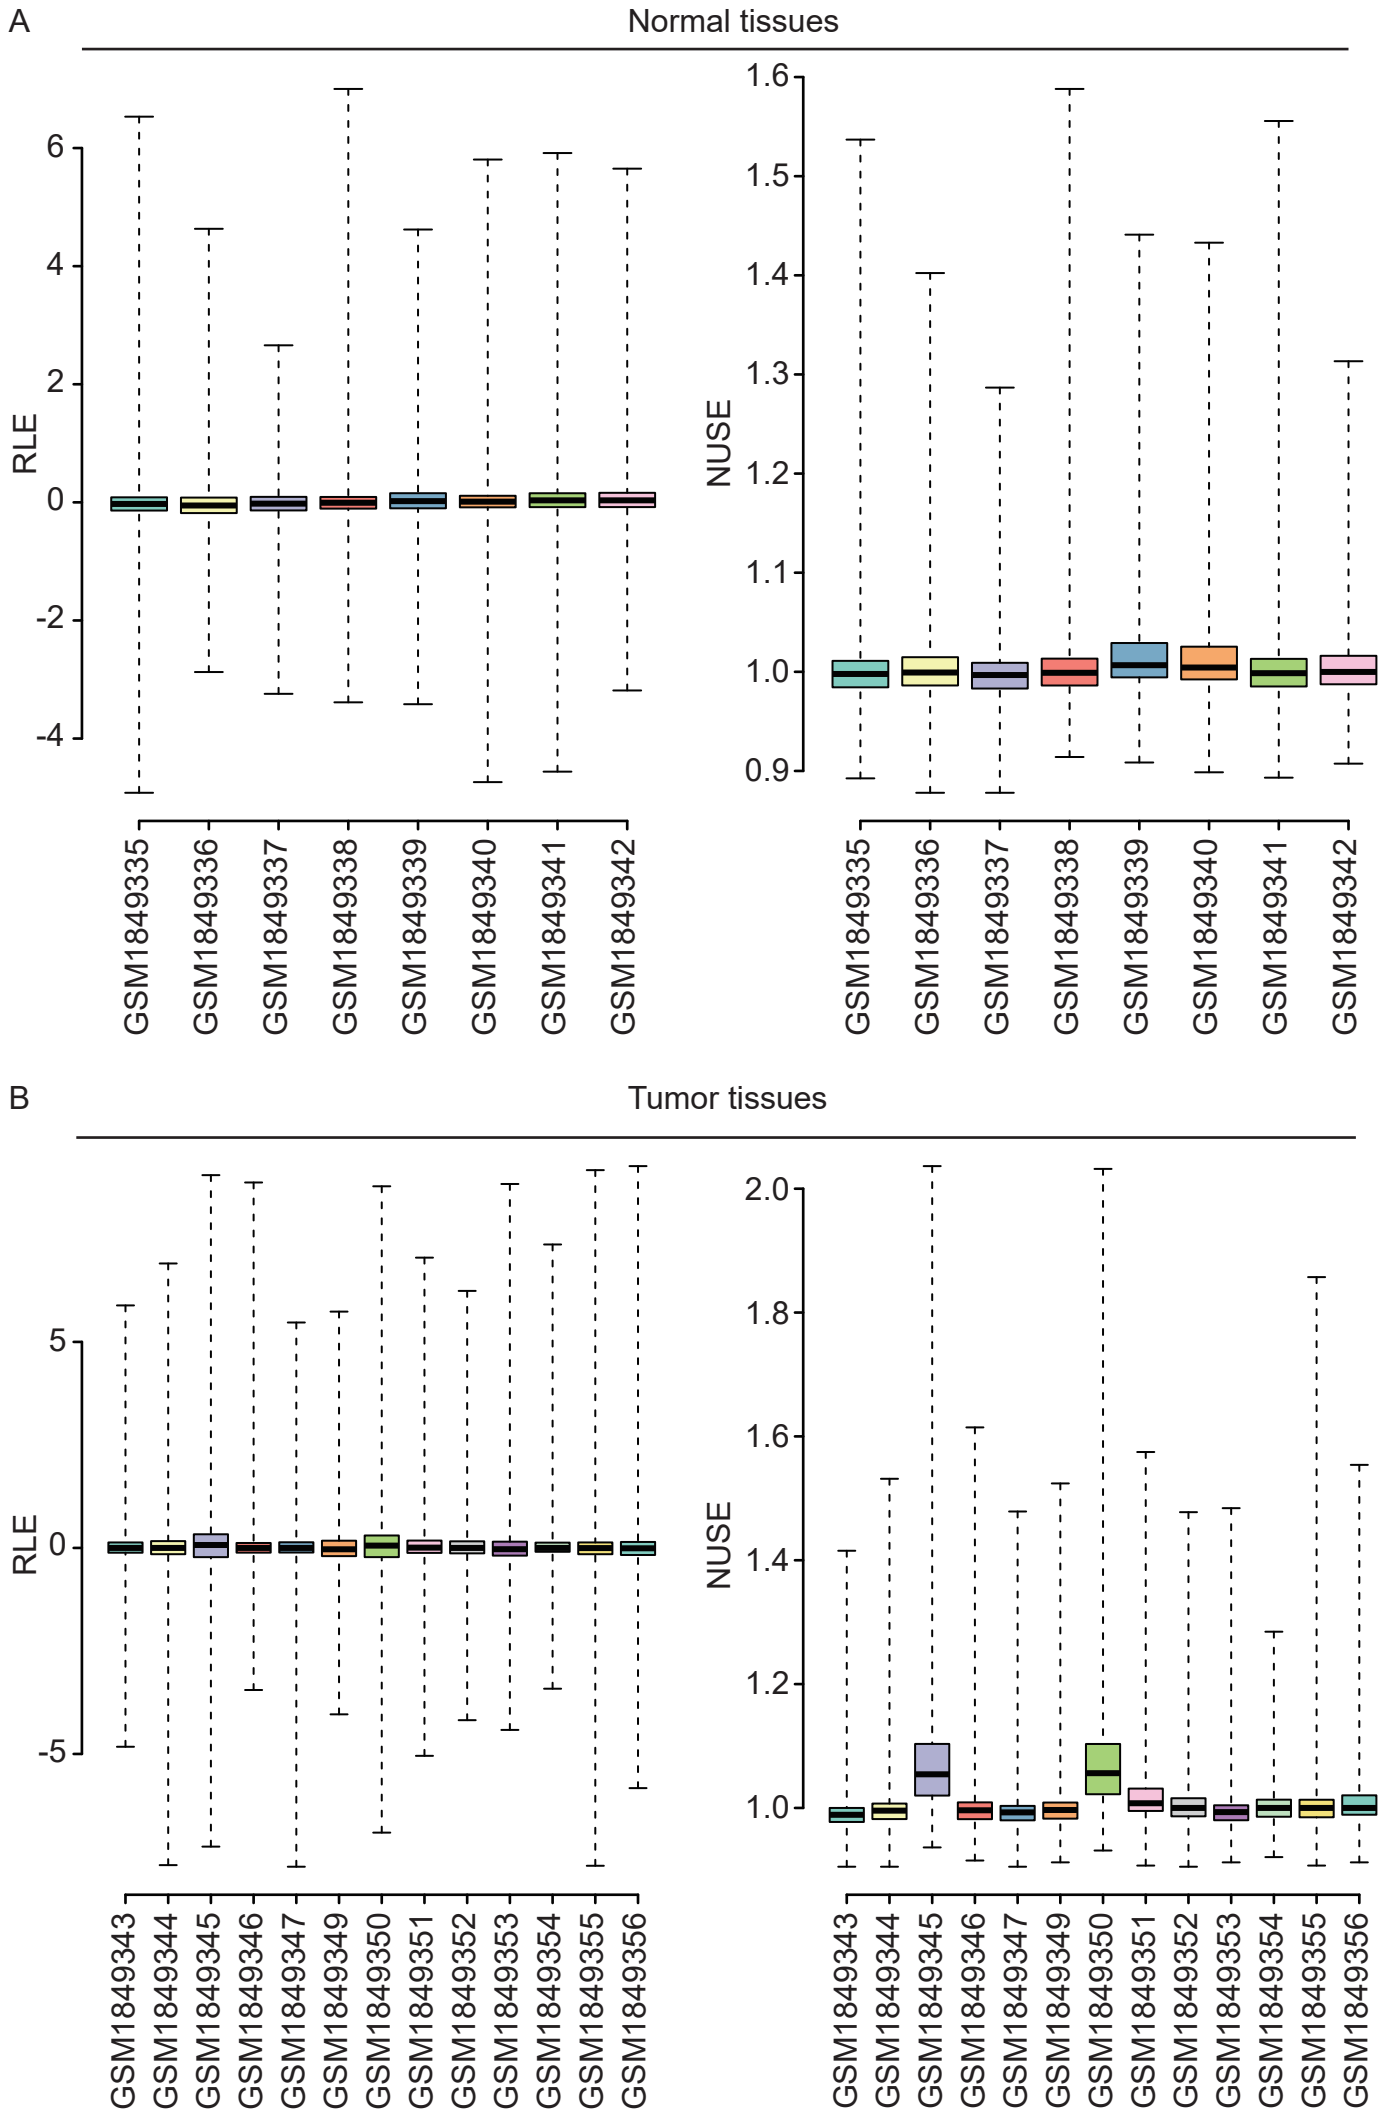 A
Normal tissues
RLE
6
4
2
0
-2
-4
GSM1849335
GSM1849336
GSM1849337
GSM1849338
GSM1849339
GSM1849340
GSM1849341
GSM1849342
NUSE
1.6
1.5
1.4
1.3
1.2
1.1
1.0
0.9
GSM1849335
GSM1849336
GSM1849337
GSM1849338
GSM1849339
GSM1849340
GSM1849341
GSM1849342
B
Tumor tissues
RLE
5
0
-5
GSM1849343
GSM1849344
GSM1849345
GSM1849346
GSM1849347
GSM1849349
GSM1849350
GSM1849351
GSM1849352
GSM1849353
GSM1849354
GSM1849355
GSM1849356
NUSE
2.0
1.8
1.6
1.4
1.2
1.0
GSM1849343
GSM1849344
GSM1849345
GSM1849346
GSM1849347
GSM1849349
GSM1849350
GSM1849351
GSM1849352
GSM1849353
GSM1849354
GSM1849355
GSM1849356